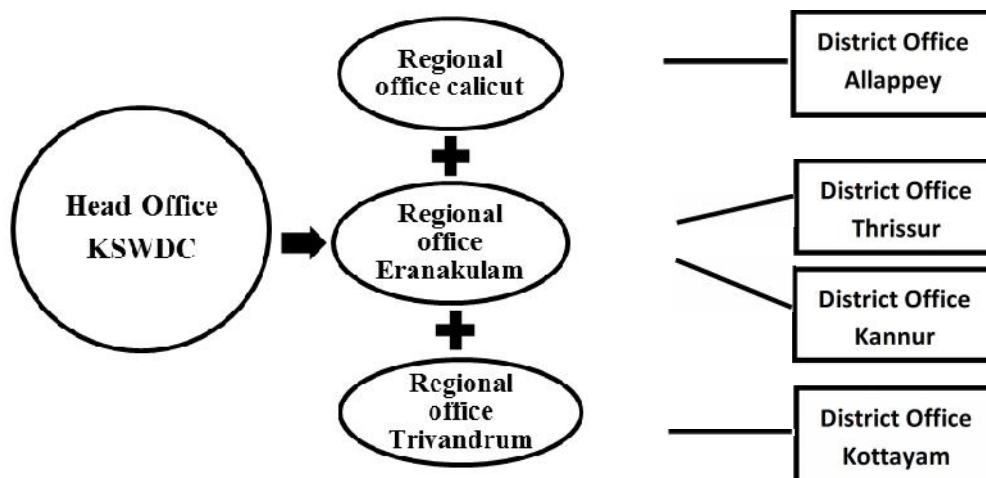 Head Office
KSWDC
Regional
office calicut
Regional
office
Eranakulam
Regional
office
Trivandrum
District Office
Allappey
District Office
Thrissur
District Office
Kannur
District Office
Kottayam